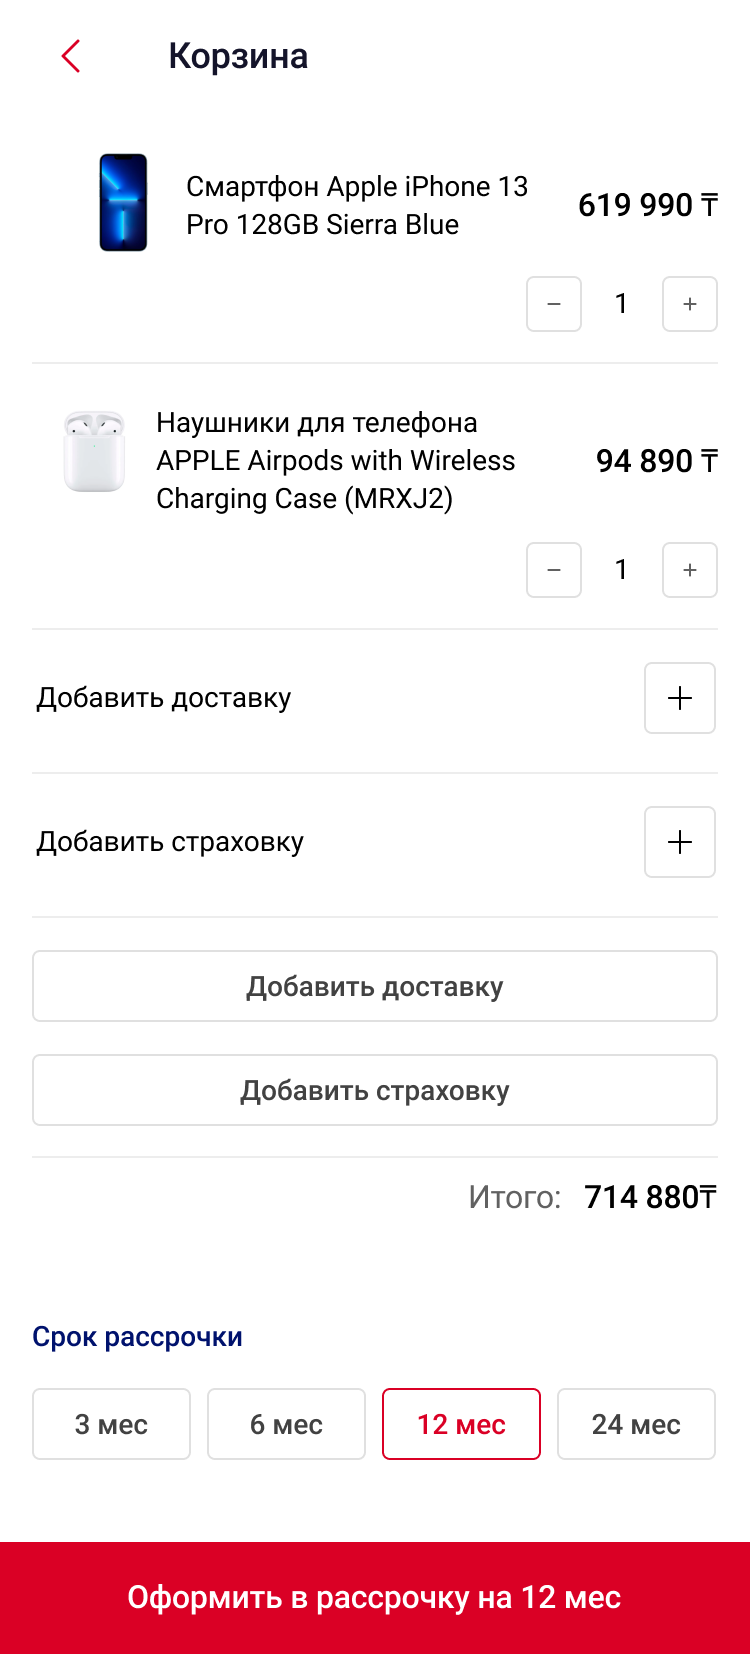 Корзина
Смартфон Apple iPhone 13
Pro 128GB Sierra Blue
619 990 ₸
− 1 +
Наушники для телефона
APPLE Airpods with Wireless
Charging Case (MRXJ2)
94 890 ₸
− 1 +
Добавить доставку
+
Добавить страховку
+
Добавить доставку
Добавить страховку
Итого: 714 880₸
Срок рассрочки
3 мес
6 мес
12 мес
24 мес
Оформить в рассрочку на 12 мес